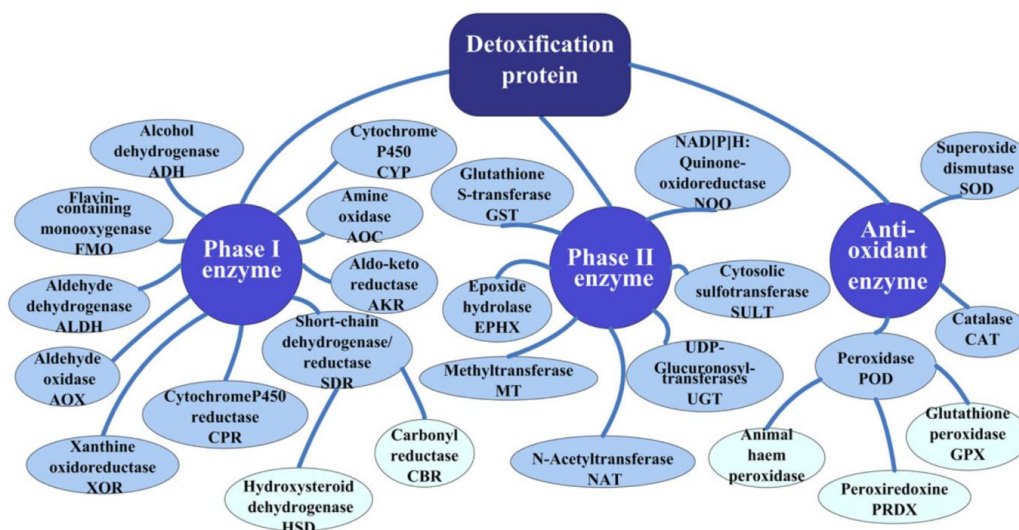 Detoxification
protein
Alcohol
dehydrogenase
ADH
Cytochrome
P450
CYP
NAD[P]H:
Quinone-
oxidoreductase
NOO
Superoxide
dismutase
SOD
Glutathione
S-transferase
GST
Flaxin-
containing
monooxygenase
FMO
Amine
oxidase
AOC
Phase I
enzyme
Phase II
enzyme
Anti-
oxidant
enzyme
Aldo-keto
reductase
AKR
Aldehyde
dehydrogenase
ALDH
Epoxide
hydrolase
EPHX
Cytosolic
sulfotransferase
SULT
Catalase
CAT
Short-chain
dehydrogenase/
reductase
SDR
Aldehyde
oxidase
AOX
Methyltransferase
MT
UDP-
Glucuronosyl-
transferases
UGT
Peroxidase
POD
CytochromeP450
reductase
CPR
Xanthine
oxidoreductase
XOR
Carbonyl
reductase
CBR
N-Acetyltransferase
NAT
Animal
haem
peroxidase
Glutathione
peroxidase
GPX
Hydroxysteroid
dehydrogenase
HSD
Peroxiredoxine
PRDX